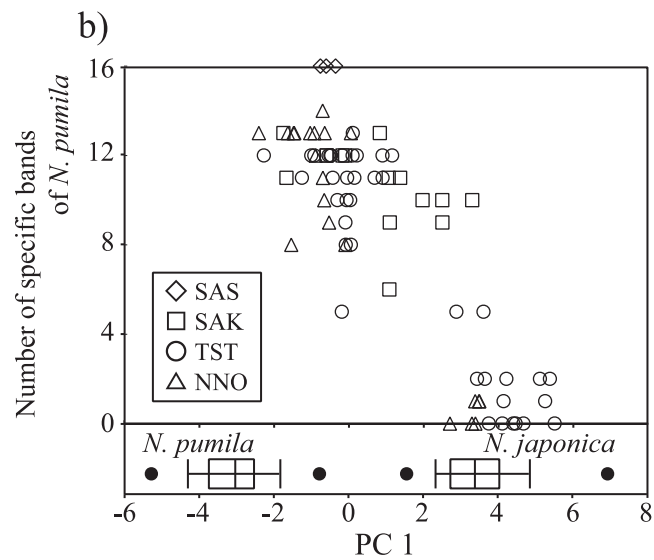 b)
Number of specific bands
of N. pumila
16
12
8
4
0
SAS
SAK
TST
NNO
N. pumila
N. japonica
-6
-4
-2
0
2
4
6
8
PC 1